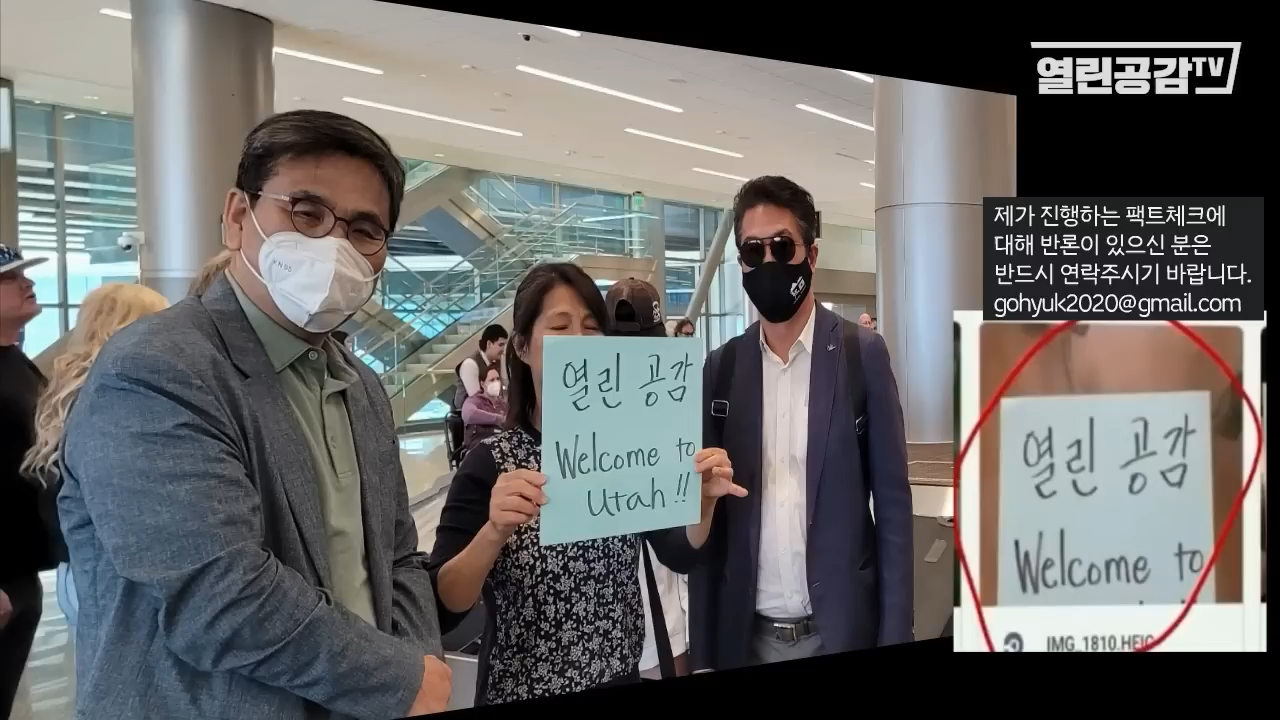 열린공감TV
제가 진행하는 팩트체크에
대해 반론이 있으신 분은
반드시 연락주시기 바랍니다.
gohyuk2020@gmail.com
열린 공감
Welcome to
Utah !!
열린 공감
Welcome to
IMG_1810.HEIC